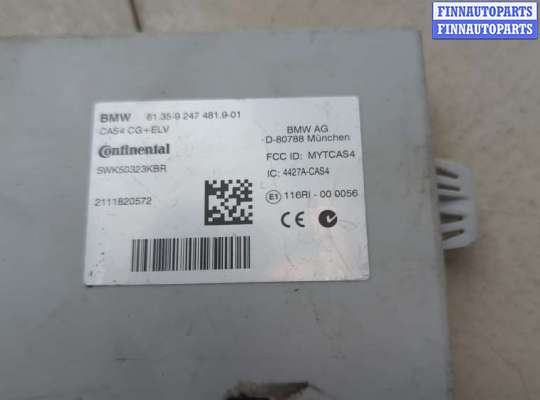 FINNAUTOPARTS
FINNAUTOPARTS
BMW 61.35-9 247 481.9-01
CAS4 CG+ELV
Continental
5WK50323KBR
2111820572
BMW AG
D-80788 München
FCC ID: MYTCAS4
IC: 4427A-CAS4
E1 116RI - 00 0056
CE